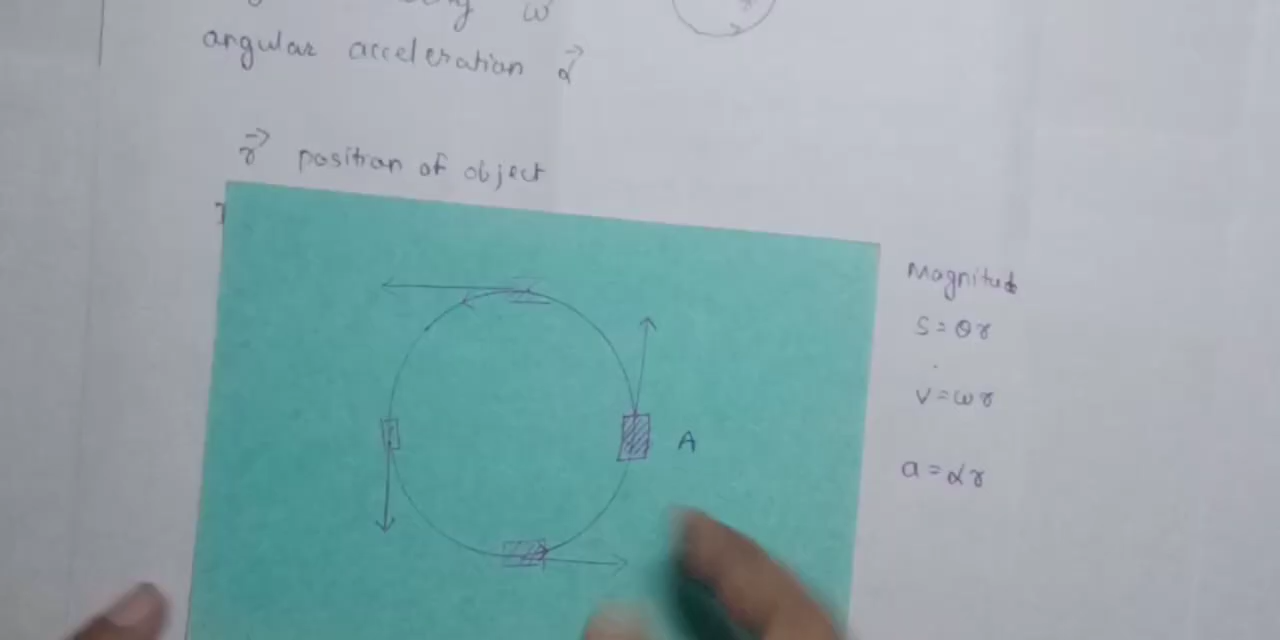 ω
angular acceleration α⃗
r⃗ position of object
A
Magnitude
S = θr
v = ωr
a = αr